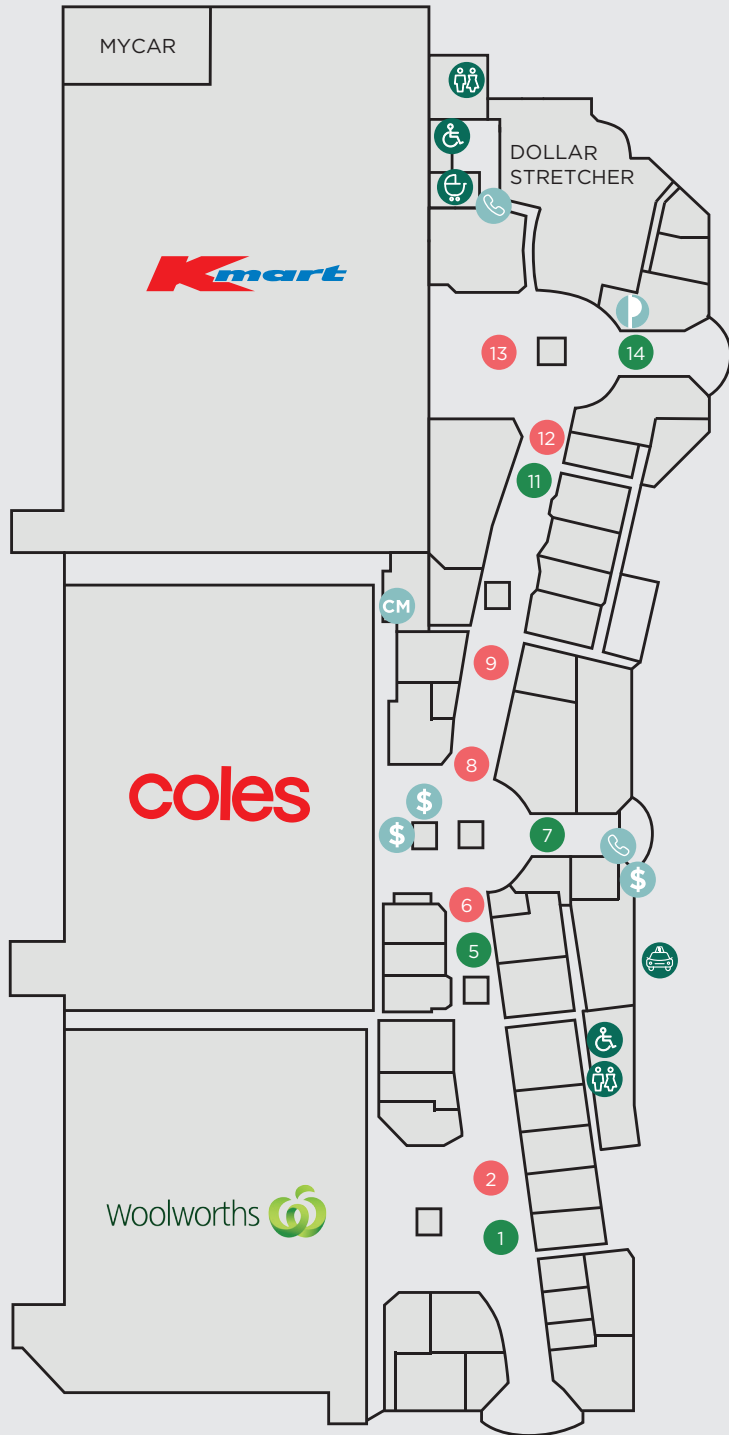 MYCAR
DOLLAR
STRETCHER
Kmart
13
14
12
11
CM
9
coles
8
$
$
7
$
6
5
2
Woolworths
1